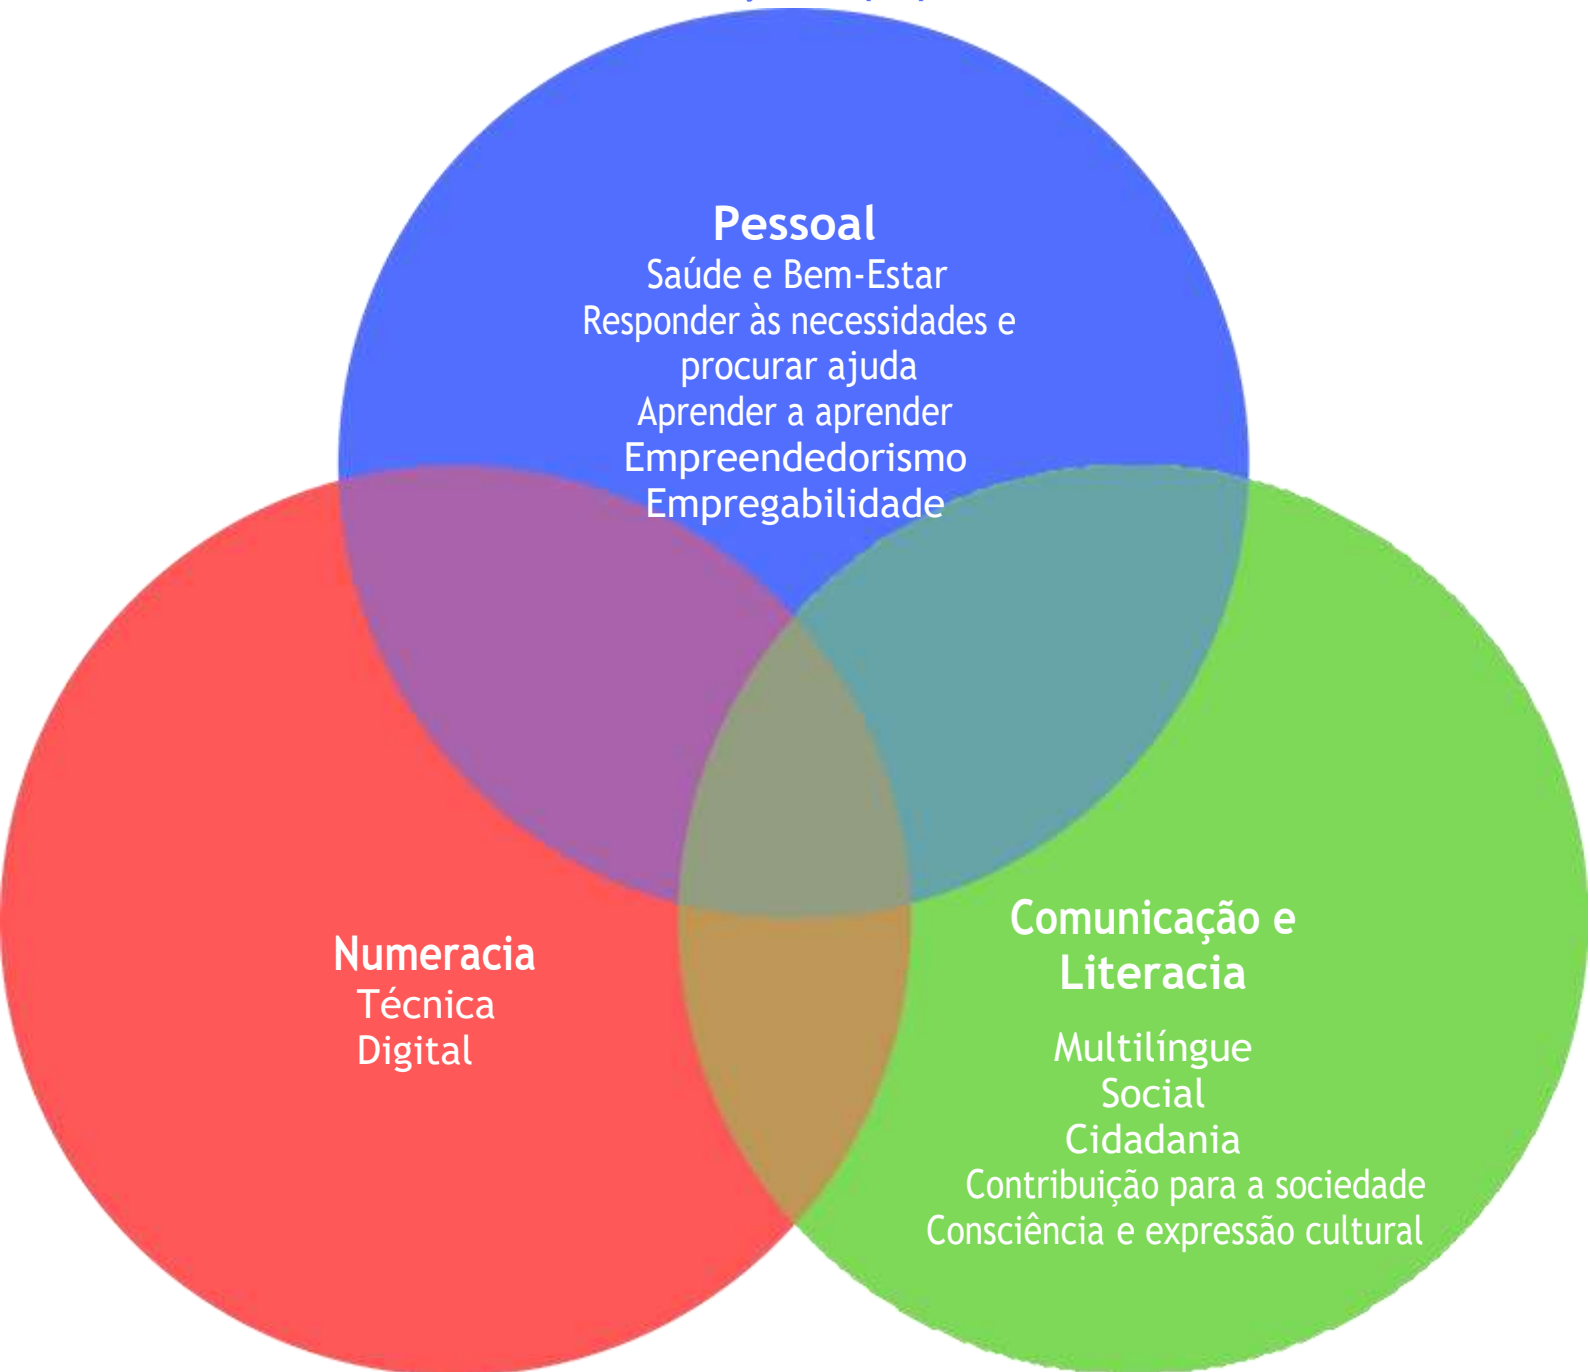 Pessoal
Saúde e Bem-Estar
Responder às necessidades e
procurar ajuda
Aprender a aprender
Empreendedorismo
Empregabilidade
Numeracia
Técnica
Digital
Comunicação e
Literacia
Multilíngue
Social
Cidadania
Contribuição para a sociedade
Consciência e expressão cultural